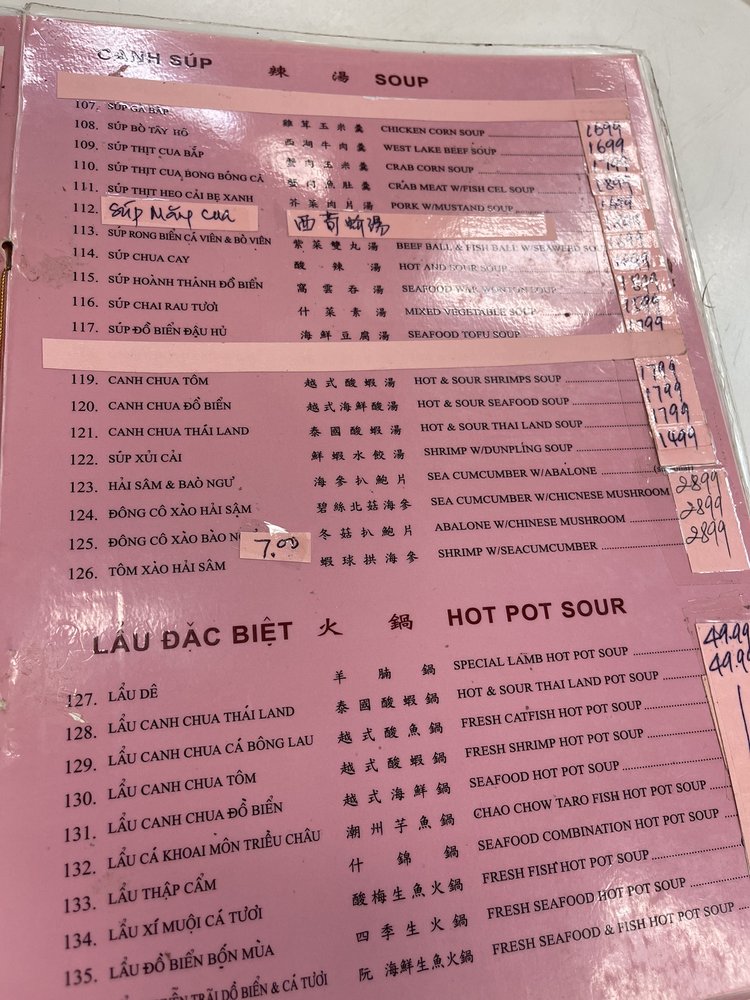 CANH SÚP 辣 湯 SOUP
107. SÚP GÀ BẮP 雞茸玉米羹 CHICKEN CORN SOUP 1699
108. SÚP BÒ TÂY HỒ 西湖牛肉羹 WEST LAKE BEEF SOUP 1699
109. SÚP THỊT CUA BẮP 蟹肉玉米羹 CRAB CORN SOUP 1799
110. SÚP THỊT CUA BONG BÓNG CÁ 蟹 魚肚羹 CRAB MEAT W/FISH CEL SOUP 1899
111. SÚP THỊT HEO CẢI BẸ XANH 芥菜肉片湯 PORK W/MUSTAND SOUP
112. SÚP Măng Cua 湯
113. SÚP RONG BIỂN CÁ VIÊN & BÒ VIÊN 紫菜雙丸湯 BEEF BALL & FISH BALL W/SEAWEED SOUP
114. SÚP CHUA CAY 酸辣湯 HOT AND SOUR SOUP
115. SÚP HOÀNH THÁNH ĐỒ BIỂN 窩雲吞湯 SEAFOOD WAR WONTON SOUP 1899
116. SÚP CHAI RAU TƯƠI 什菜素湯 MIXED VEGETABLE SOUP 1599
117. SÚP ĐỒ BIỂN ĐẬU HỦ 海鮮豆腐湯 SEAFOOD TOFU SOUP 1799
119. CANH CHUA TÔM 越式酸蝦湯 HOT & SOUR SHRIMPS SOUP 1799
120. CANH CHUA ĐỒ BIỂN 越式海鮮酸湯 HOT & SOUR SEAFOOD SOUP 1799
121. CANH CHUA THÁI LAND 泰國酸蝦湯 HOT & SOUR THAI LAND SOUP 1799
122. SÚP XỦI CẢI 鮮蝦水餃湯 SHRIMP W/DUNPLING SOUP 1499
123. HẢI SÂM & BAÒ NGƯ 海參扒鮑片 SEA CUMCUMBER W/ABALONE
124. ĐÔNG CÔ XÀO HẢI SẬM 碧絲北菇海參 SEA CUMCUMBER W/CHICNESE MUSHROOM 2899
125. ĐÔNG CÔ XÀO BÀO 7.00 冬菇扒鮑片 ABALONE W/CHINESE MUSHROOM 2899
126. TÔM XÀO HẢI SÂM 蝦球拱海參 SHRIMP W/SEACUMCUMBER 2899
LẨU ĐẶC BIỆT 火 鍋 HOT POT SOUR
127. LẨU DÊ 羊腩鍋 SPECIAL LAMB HOT POT SOUP 49.99
128. LẨU CANH CHUA THÁI LAND 泰國酸蝦鍋 HOT & SOUR THAI LAND POT SOUP 49.99
129. LẨU CANH CHUA CÁ BÔNG LAU 越式酸魚鍋 FRESH CATFISH HOT POT SOUP
130. LẨU CANH CHUA TÔM 越式酸蝦鍋 FRESH SHRIMP HOT POT SOUP
131. LẨU CANH CHUA ĐỒ BIỂN 越式海鮮鍋 SEAFOOD HOT POT SOUP
132. LẨU CÁ KHOAI MÔN TRIỀU CHÂU 潮州芋魚鍋 CHAO CHOW TARO FISH HOT POT SOUP
133. LẨU THẬP CẨM 什錦鍋 SEAFOOD COMBINATION HOT POT SOUP
134. LẨU XÍ MUỘI CÁ TƯƠI 酸梅生魚火鍋 FRESH FISH HOT POT SOUP
135. LẨU ĐỒ BIỂN BỐN MÙA 四季生火鍋 FRESH SEAFOOD HOT POT SOUP
TRÃI DỒ BIỂN & CÁ TƯƠI 阮 海鮮生魚火鍋 FRESH SEAFOOD & FISH HOT POT SOUP